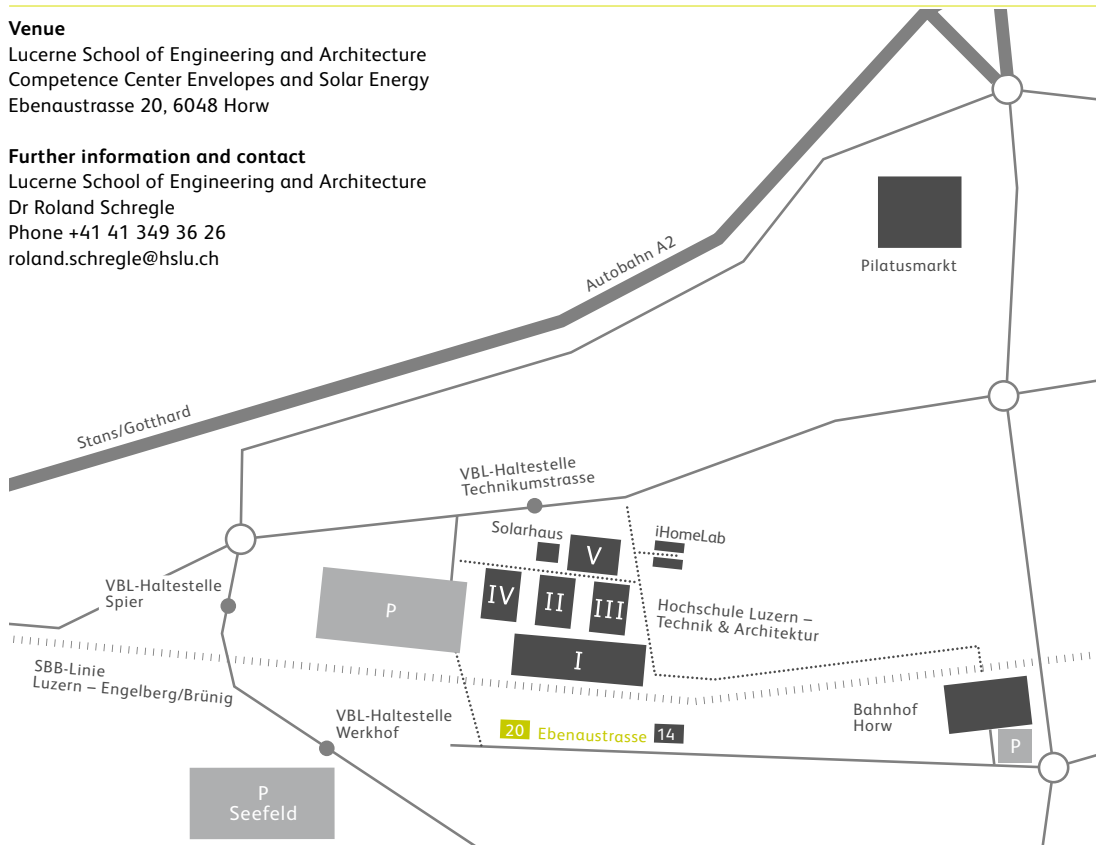 Venue
Lucerne School of Engineering and Architecture
Competence Center Envelopes and Solar Energy
Ebenaustrasse 20, 6048 Horw
Further information and contact
Lucerne School of Engineering and Architecture
Dr Roland Schregle
Phone +41 41 349 36 26
roland.schregle@hslu.ch
Autobahn A2
Pilatusmarkt
Stans/Gotthard
VBL-Haltestelle
Technikumstrasse
Solarhaus
iHomeLab
V
VBL-Haltestelle
Spier
P
IV
II
III
Hochschule Luzern –
Technik & Architektur
I
SBB-Linie
Luzern – Engelberg/Brünig
VBL-Haltestelle
Werkhof
20 Ebenaustrasse 14
Bahnhof
Horw
P
P
Seefeld